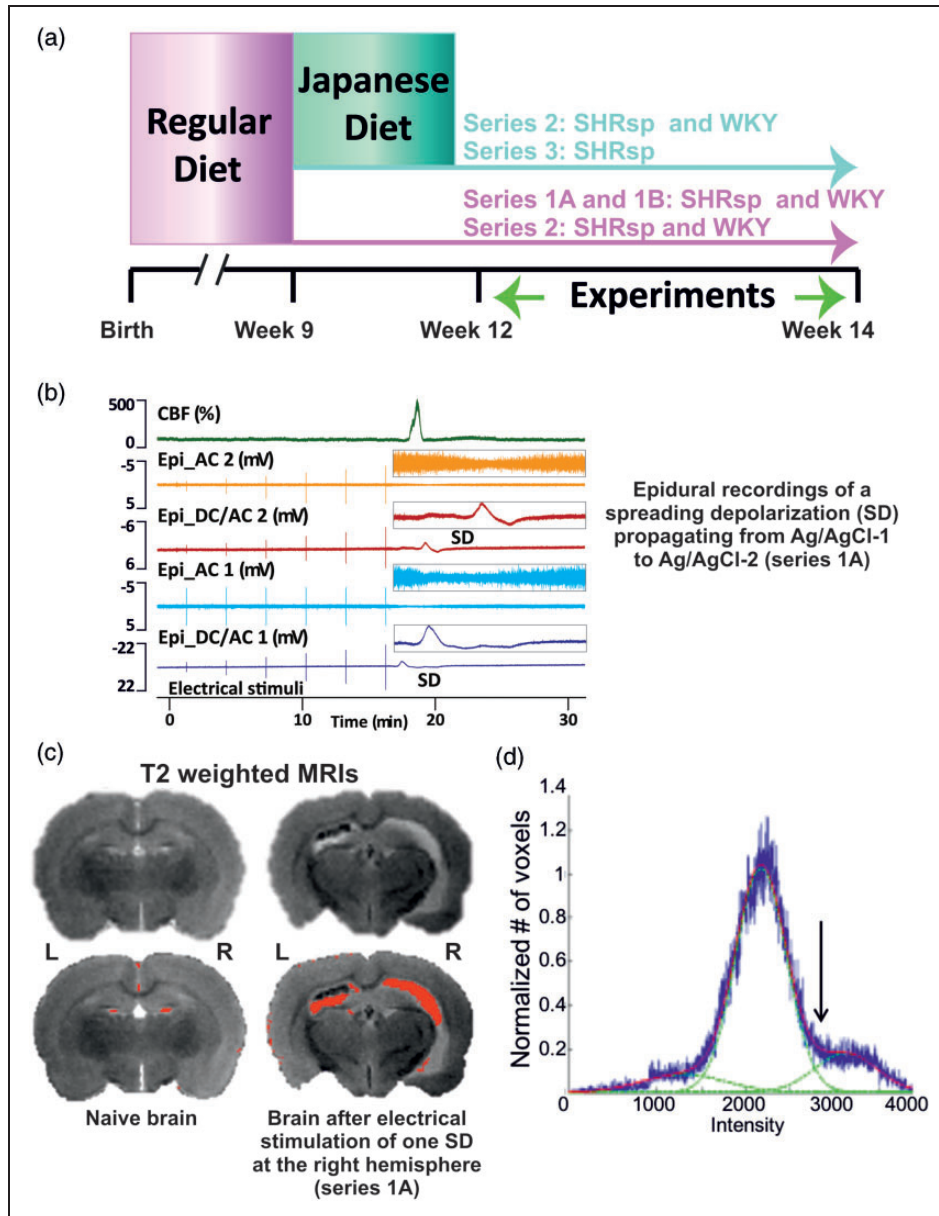 (a)
Regular
Diet
Japanese
Diet
Series 2: SHRsp and WKY
Series 3: SHRsp
Series 1A and 1B: SHRsp and WKY
Series 2: SHRsp and WKY
Experiments
Birth
Week 9
Week 12
Week 14
(b)
500
0
CBF (%)
-5
5
Epi_AC 2 (mV)
-6
6
Epi_DC/AC 2 (mV)
SD
-5
5
Epi_AC 1 (mV)
-22
22
Epi_DC/AC 1 (mV)
SD
Electrical stimuli
0
10
20
30
Time (min)
Epidural recordings of a
spreading depolarization (SD)
propagating from Ag/AgCl-1
to Ag/AgCl-2 (series 1A)
(c)
T2 weighted MRIs
L R L R
Naive brain
Brain after electrical
stimulation of one SD
at the right hemisphere
(series 1A)
(d)
1.4
1.2
1
0.8
0.6
0.4
0.2
Normalized # of voxels
0 1000 2000 3000 4000
Intensity